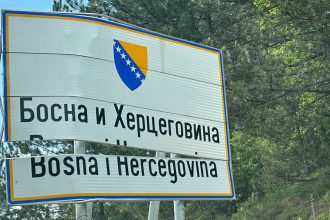 Босна и Херцеговина
Bosna i Hercegovina